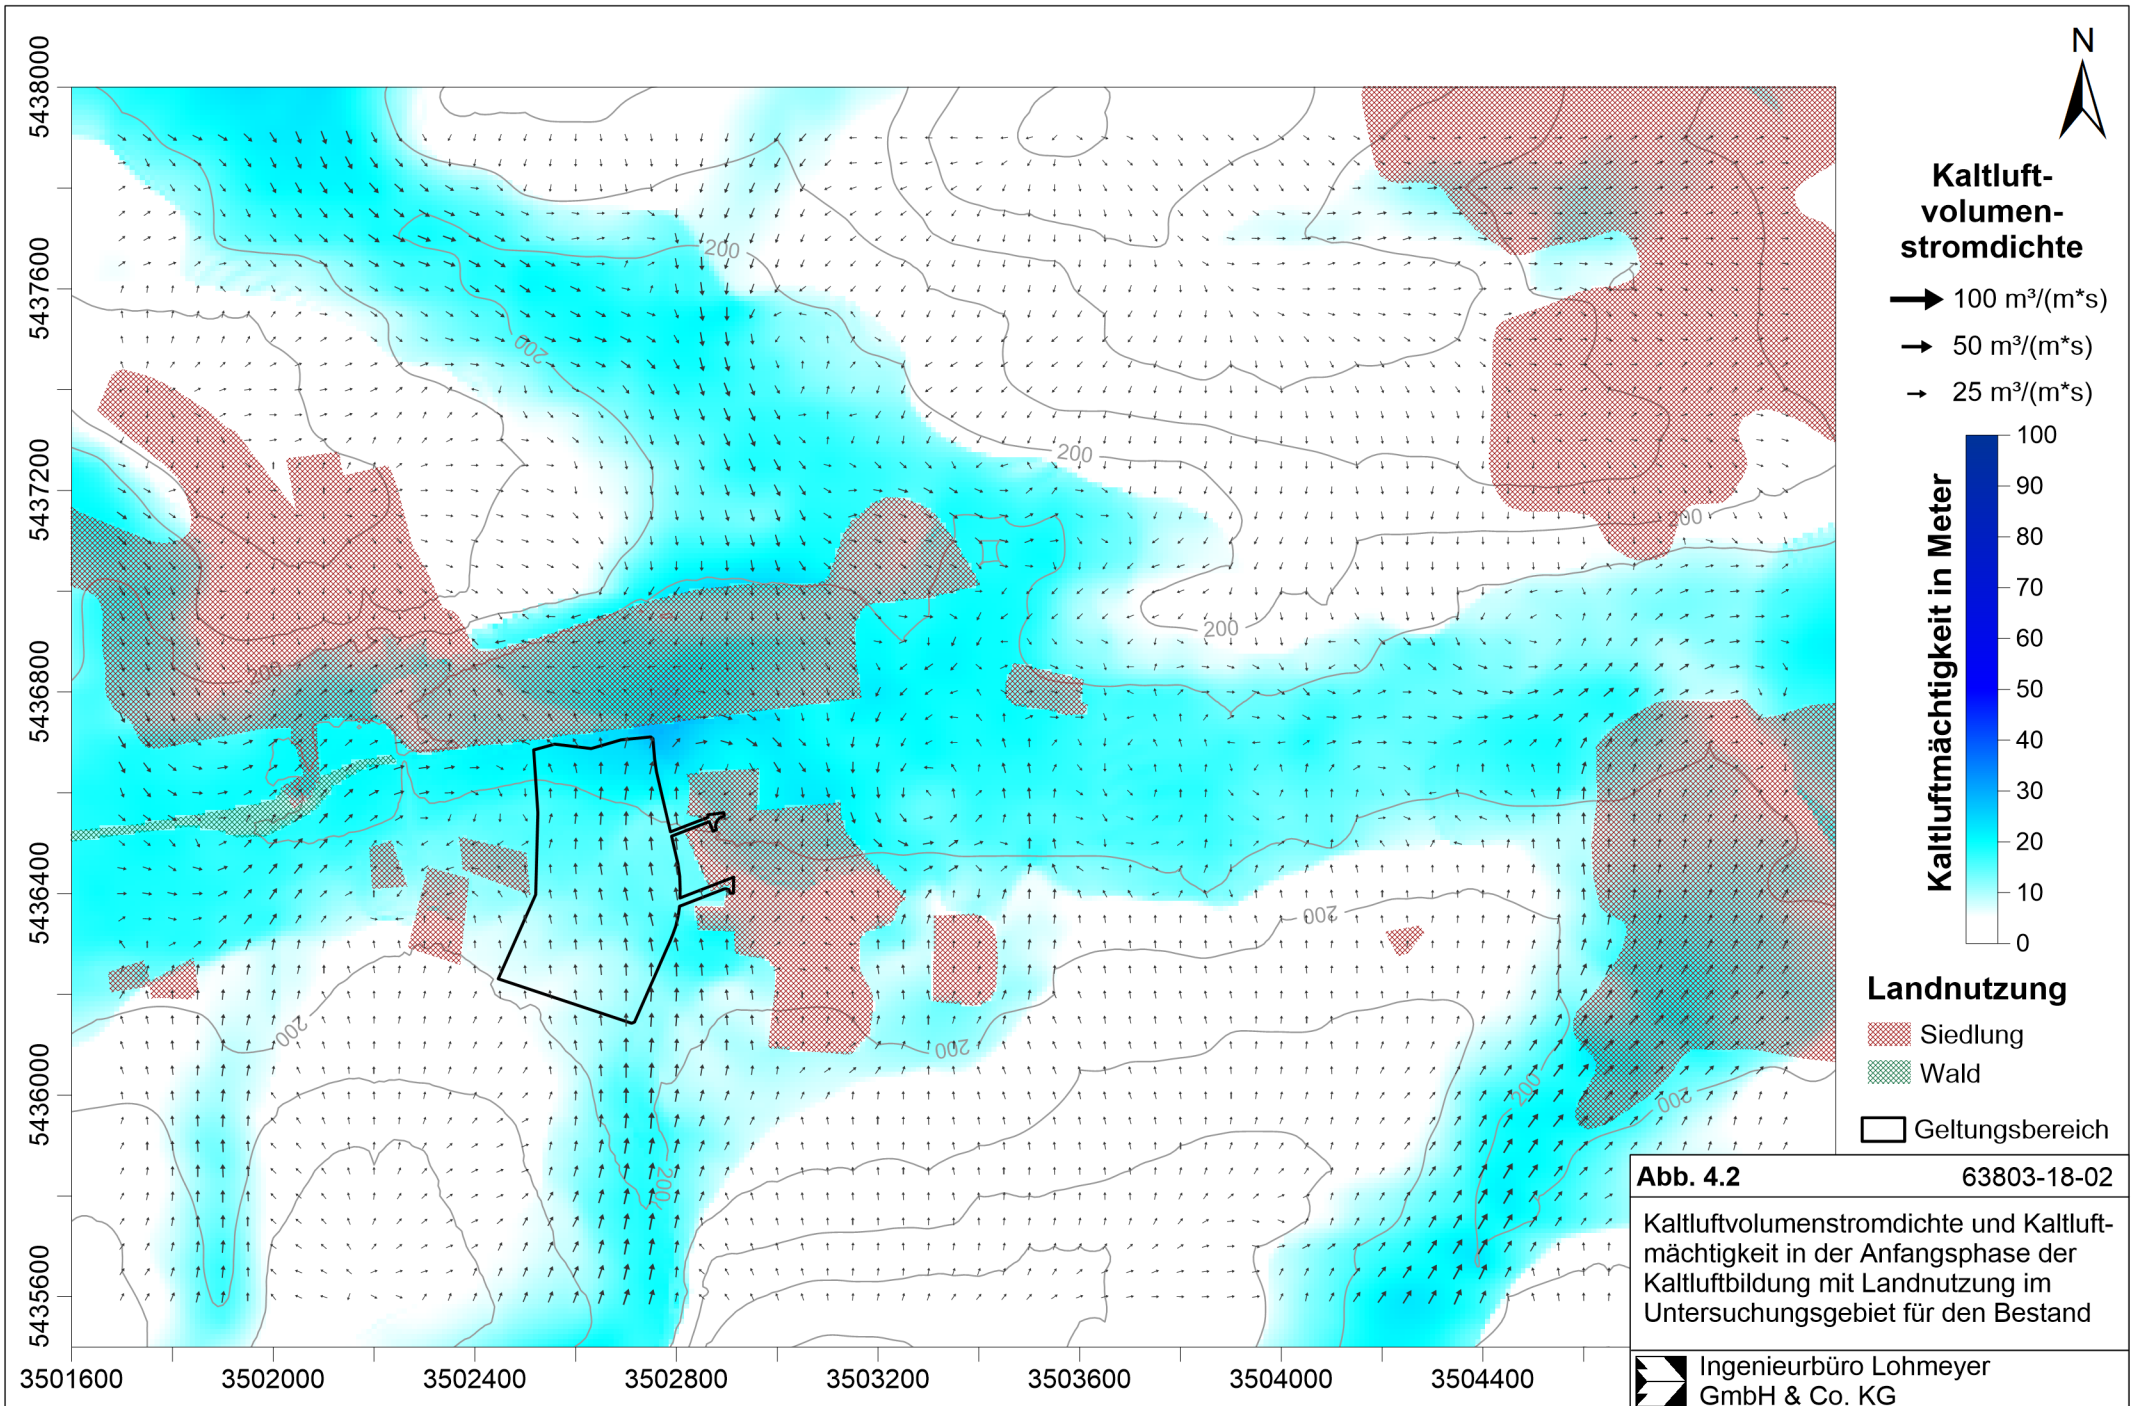 N
Kaltluft-
volumen-
stromdichte
100 m³/(m*s)
50 m³/(m*s)
25 m³/(m*s)
Kaltluftmächtigkeit in Meter
100
90
80
70
60
50
40
30
20
10
0
Landnutzung
Siedlung
Wald
Geltungsbereich
Abb. 4.2 63803-18-02
Kaltluftvolumenstromdichte und Kaltluft-
mächtigkeit in der Anfangsphase der
Kaltluftbildung mit Landnutzung im
Untersuchungsgebiet für den Bestand
Ingenieurbüro Lohmeyer
GmbH & Co. KG
5438000
5437600
5437200
5436800
5436400
5436000
5435600
3501600 3502000 3502400 3502800 3503200 3503600 3504000 3504400
200
200
200
200
200
200
200
200
200
200
200
200